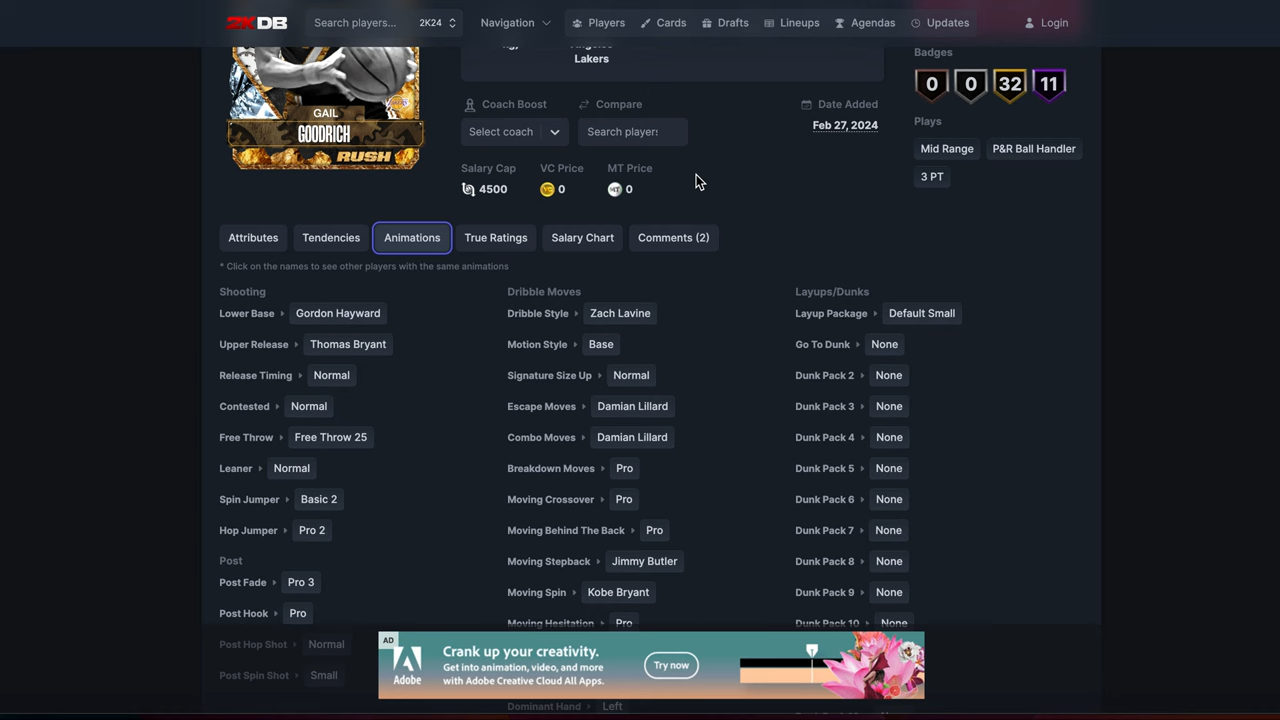 2KDB
Search players...
2K24
Navigation
Players
Cards
Drafts
Lineups
Agendas
Updates
Login
Lakers
GAIL
GOODRICH
RUSH
Coach Boost
Compare
Select coach
Search players
Date Added
Feb 27, 2024
Salary Cap
VC Price
MT Price
4500
0
MT
0
Badges
0
0
32
11
Plays
Mid Range
P&R Ball Handler
3 PT
Attributes
Tendencies
Animations
True Ratings
Salary Chart
Comments (2)
* Click on the names to see other players with the same animations
Shooting
Lower Base
Gordon Hayward
Upper Release
Thomas Bryant
Release Timing
Normal
Contested
Normal
Free Throw
Free Throw 25
Leaner
Normal
Spin Jumper
Basic 2
Hop Jumper
Pro 2
Post
Post Fade
Pro 3
Post Hook
Pro
Post Hop Shot
Normal
Post Spin Shot
Small
Dribble Moves
Dribble Style
Zach Lavine
Motion Style
Base
Signature Size Up
Normal
Escape Moves
Damian Lillard
Combo Moves
Damian Lillard
Breakdown Moves
Pro
Moving Crossover
Pro
Moving Behind The Back
Pro
Moving Stepback
Jimmy Butler
Moving Spin
Kobe Bryant
Moving Hesitation
Pro
Dominant Hand
Left
Layups/Dunks
Layup Package
Default Small
Go To Dunk
None
Dunk Pack 2
None
Dunk Pack 3
None
Dunk Pack 4
None
Dunk Pack 5
None
Dunk Pack 6
None
Dunk Pack 7
None
Dunk Pack 8
None
Dunk Pack 9
None
Dunk Pack 10
None
AD
Adobe
Crank up your creativity.
Get into animation, video, and more
with Adobe Creative Cloud All Apps.
Try now